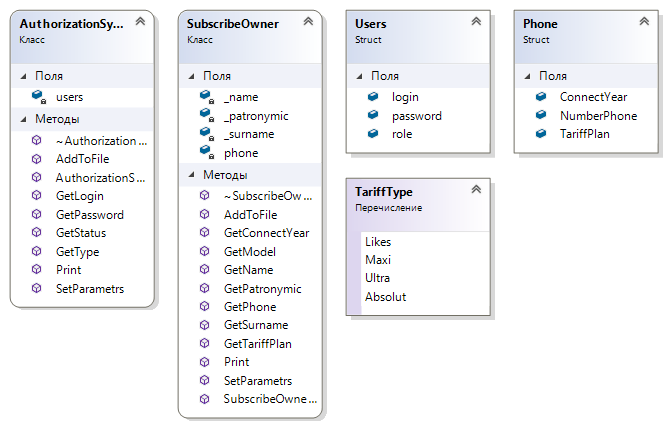 AuthorizationSy...
Класс
Поля
users
Методы
~Authorization ...
AddToFile
AuthorizationS...
GetLogin
GetPassword
GetStatus
GetType
Print
SetParametrs
SubscribeOwner
Класс
Поля
_name
_patronymic
_surname
phone
Методы
~SubscribeOw...
AddToFile
GetConnectYear
GetModel
GetName
GetPatronymic
GetPhone
GetSurname
GetTariffPlan
Print
SetParametrs
SubscribeOwne...
Users
Struct
Поля
login
password
role
Phone
Struct
Поля
ConnectYear
NumberPhone
TariffPlan
TariffType
Перечисление
Likes
Maxi
Ultra
Absolut